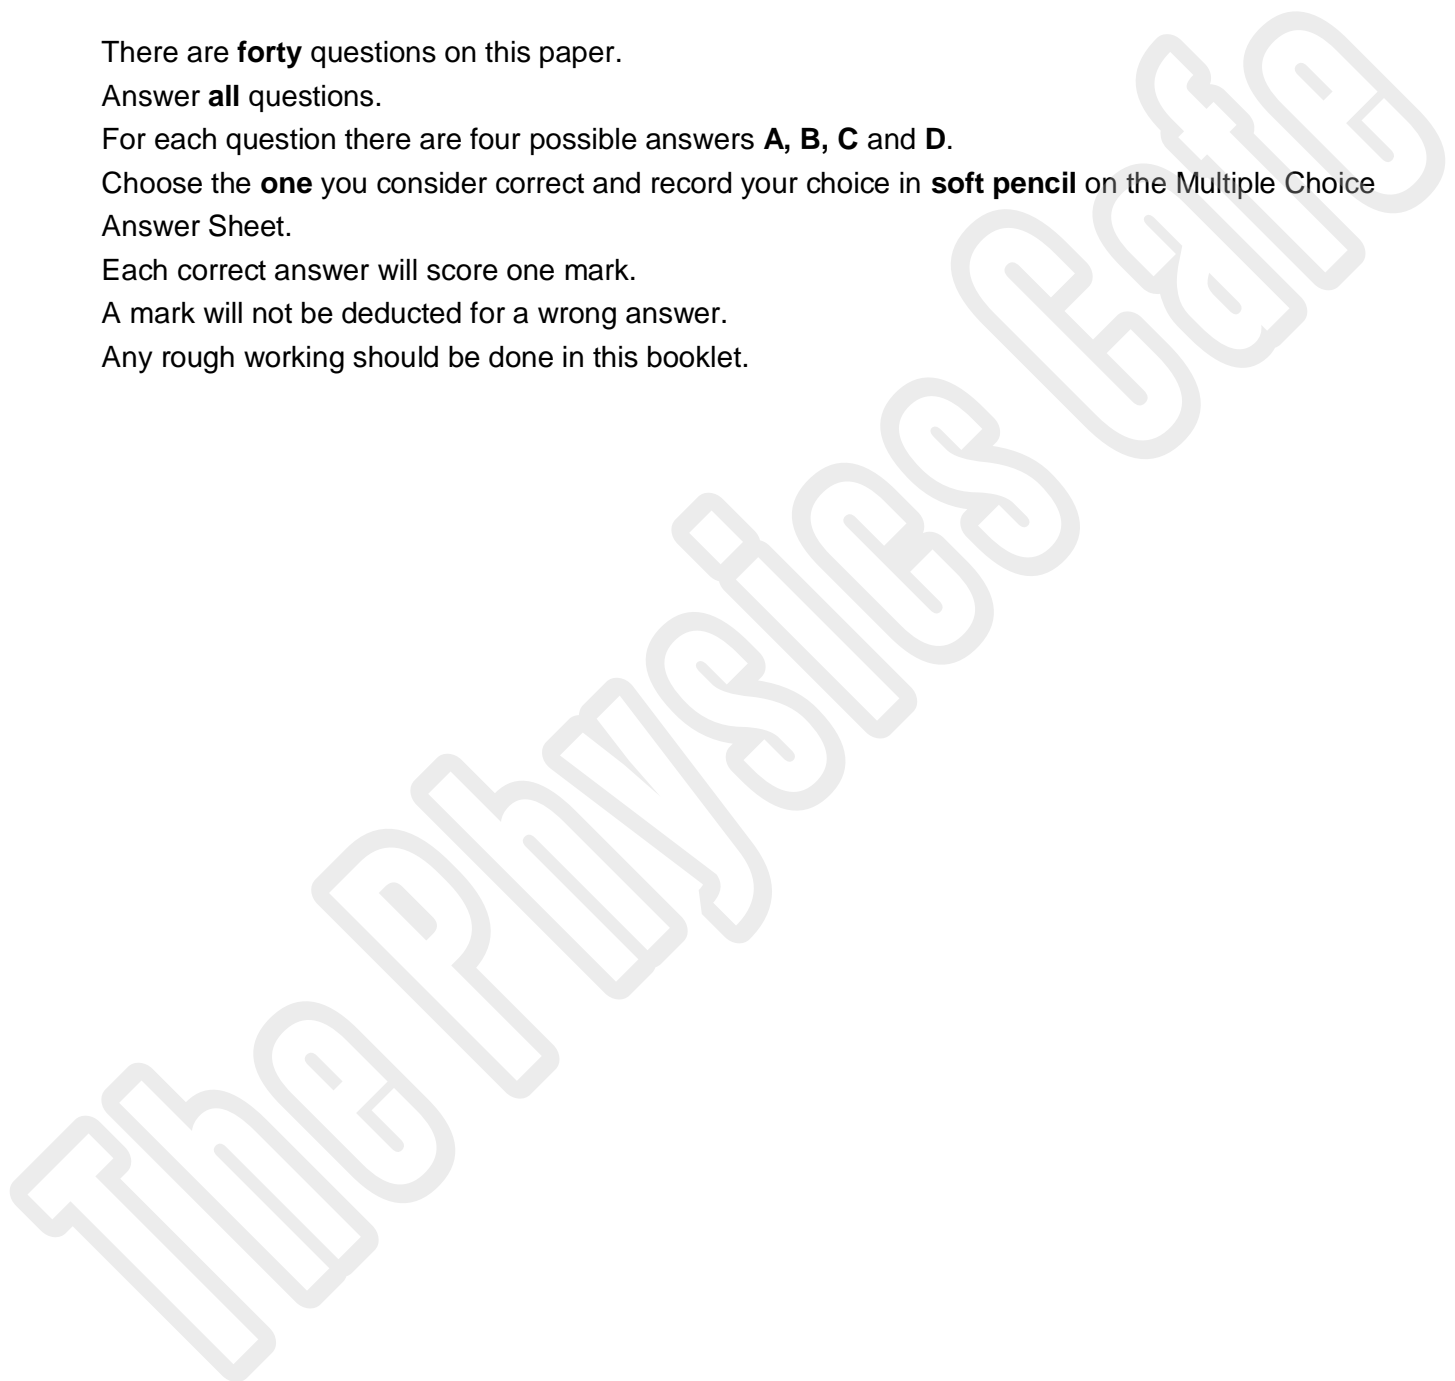 There are forty questions on this paper.
Answer all questions.
For each question there are four possible answers A, B, C and D.
Choose the one you consider correct and record your choice in soft pencil on the Multiple Choice
Answer Sheet.
Each correct answer will score one mark.
A mark will not be deducted for a wrong answer.
Any rough working should be done in this booklet.
The Physics Cafe